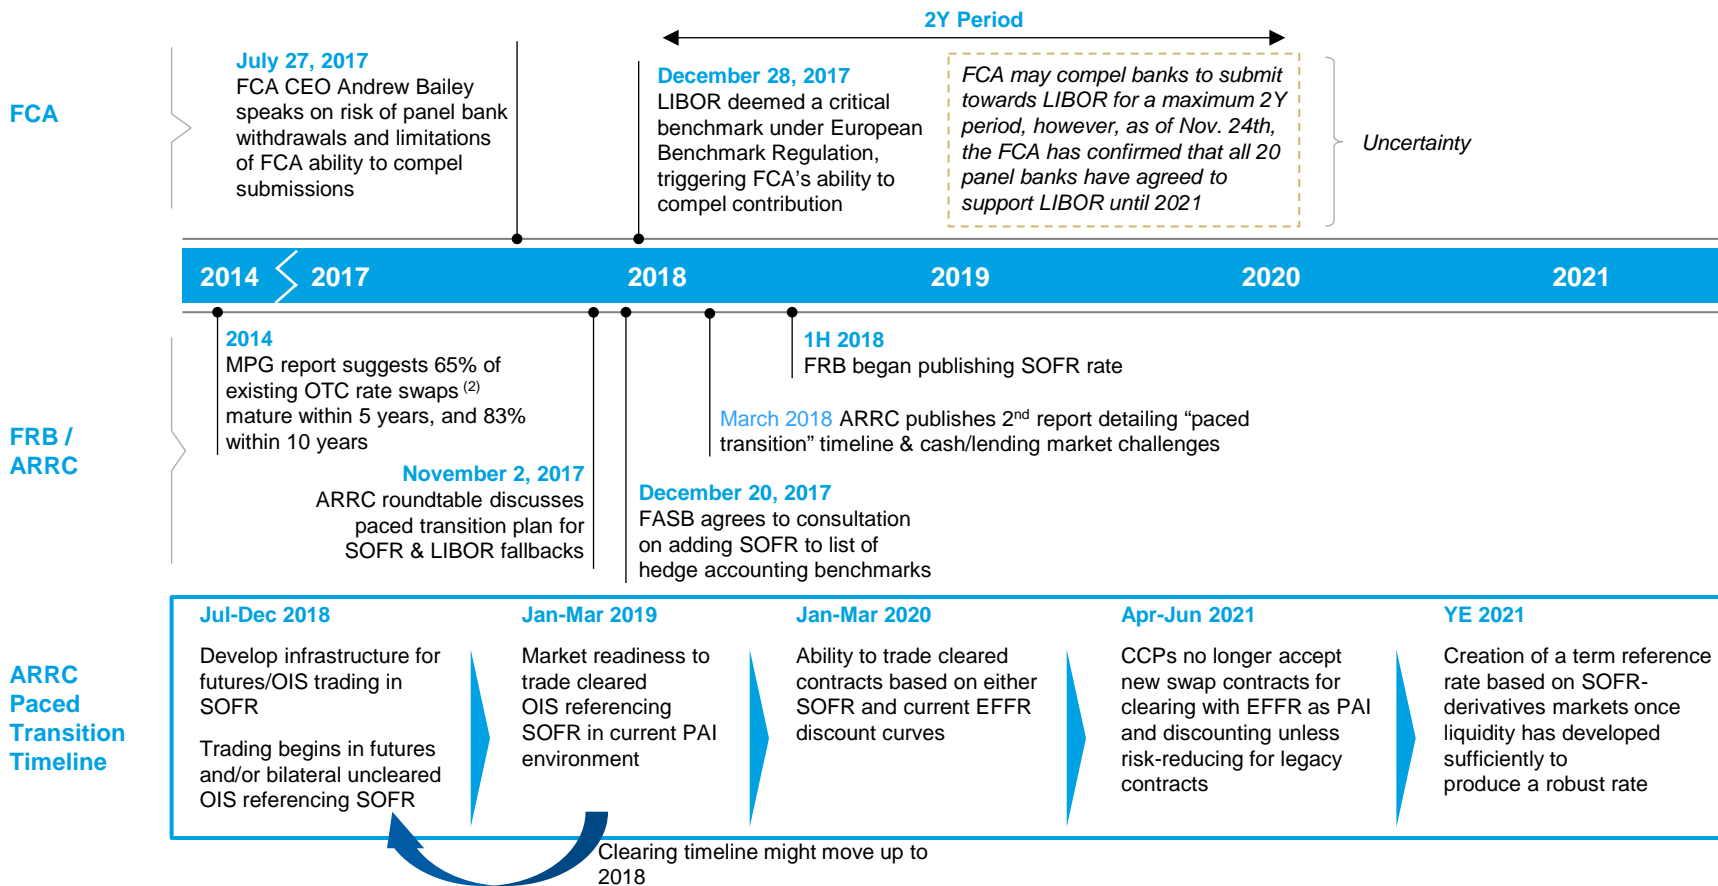 2Y Period
FCA
July 27, 2017
FCA CEO Andrew Bailey
speaks on risk of panel bank
withdrawals and limitations
of FCA ability to compel
submissions
December 28, 2017
LIBOR deemed a critical
benchmark under European
Benchmark Regulation,
triggering FCA’s ability to
compel contribution
FCA may compel banks to submit
towards LIBOR for a maximum 2Y
period, however, as of Nov. 24th,
the FCA has confirmed that all 20
panel banks have agreed to
support LIBOR until 2021
Uncertainty
2014 2017 2018 2019 2020 2021
FRB /
ARRC
2014
MPG report suggests 65% of
existing OTC rate swaps (2)
mature within 5 years, and 83%
within 10 years
1H 2018
FRB began publishing SOFR rate
March 2018 ARRC publishes 2nd report detailing “paced
transition” timeline & cash/lending market challenges
November 2, 2017
ARRC roundtable discusses
paced transition plan for
SOFR & LIBOR fallbacks
December 20, 2017
FASB agrees to consultation
on adding SOFR to list of
hedge accounting benchmarks
ARRC
Paced
Transition
Timeline
Jul-Dec 2018
Develop infrastructure for
futures/OIS trading in
SOFR
Trading begins in futures
and/or bilateral uncleared
OIS referencing SOFR
Jan-Mar 2019
Market readiness to
trade cleared
OIS referencing
SOFR in current PAI
environment
Jan-Mar 2020
Ability to trade cleared
contracts based on either
SOFR and current EFFR
discount curves
Apr-Jun 2021
CCPs no longer accept
new swap contracts for
clearing with EFFR as PAI
and discounting unless
risk-reducing for legacy
contracts
YE 2021
Creation of a term reference
rate based on SOFR-
derivatives markets once
liquidity has developed
sufficiently to
produce a robust rate
Clearing timeline might move up to
2018